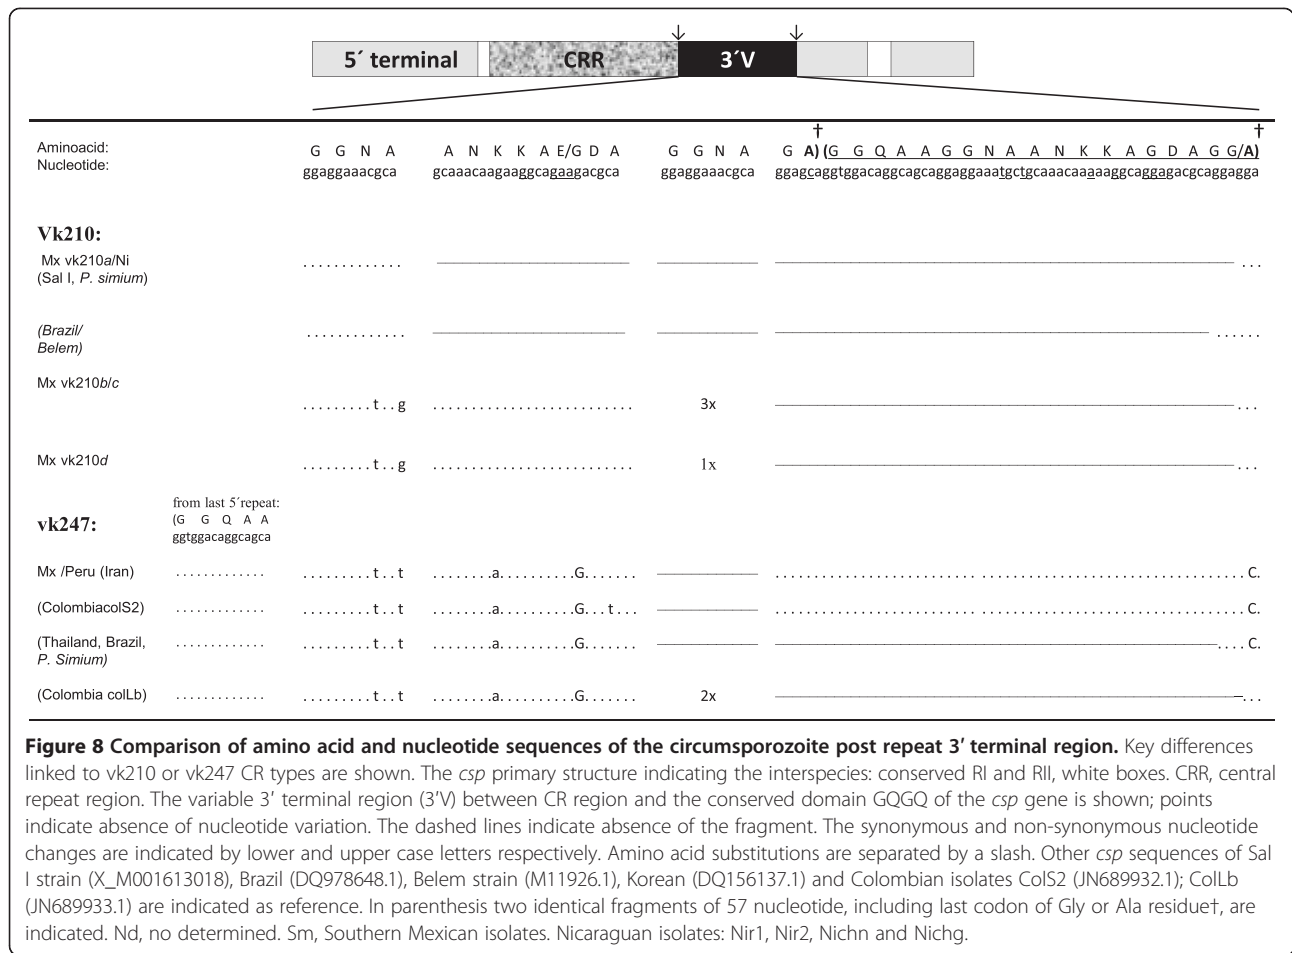 5´ terminal CRR 3´V
† †
Aminoacid: G G N A A N K K A E/G D A G G N A G A) (G G Q A A G G N A A N K K A G D A G G/A)
Nucleotide: ggaggaaacgca gcaaacaagaaggcagaagacgca ggaggaaacgca ggagcaggtggacaggcagcaggaggaaatgctgcaaacaaaaaggcaggagacgcaggagga
Vk210:
Mx vk210a/Ni . . . . . . . . . . . . . . . .
(Sal I, P. simium)
(Brazil/ . . . . . . . . . . . . . . . . . . .
Belem)
Mx vk210b/c
. . . . . . . . . t . . g . . . . . . . . . . . . . . . . . . . . . . . . 3x . . .
Mx vk210d . . . . . . . . . t . . g . . . . . . . . . . . . . . . . . . . . . . . . 1x . . .
from last 5´repeat:
vk247: (G G Q A A
ggtggacaggcagca
Mx /Peru (Iran) . . . . . . . . . . . . . . . . . . . . . . t . . t . . . . . . . . a . . . . . . . . . . G . . . . . . . . . . . . . . . . . . . . . . . . . . . . . . . . . . . . . . . . . . . . . . . . . . . . . . . . . . . . . . . . . C.
(ColombiacolS2) . . . . . . . . . . . . . . . . . . . . . . t . . t . . . . . . . . a . . . . . . . . . . G . . . t . . . . . . . . . . . . . . . . . . . . . . . . . . . . . . . . . . . . . . . . . . . . . . . . . . . . . . . . . . . . . C.
(Thailand, Brazil, . . . . . . . . . . . . . . . . . . . . . . t . . t . . . . . . . . a . . . . . . . . . . G . . . . . . . . . . . C.
P. Simium)
(Colombia colLb) . . . . . . . . . . . . . . . . . . . . . . t . . t . . . . . . . . a . . . . . . . . . . G . . . . . . . 2x . . .
Figure 8 Comparison of amino acid and nucleotide sequences of the circumsporozoite post repeat 3′ terminal region. Key differences
linked to vk210 or vk247 CR types are shown. The csp primary structure indicating the interspecies: conserved RI and RII, white boxes. CRR, central
repeat region. The variable 3′ terminal region (3′V) between CR region and the conserved domain GQGQ of the csp gene is shown; points
indicate absence of nucleotide variation. The dashed lines indicate absence of the fragment. The synonymous and non-synonymous nucleotide
changes are indicated by lower and upper case letters respectively. Amino acid substitutions are separated by a slash. Other csp sequences of Sal
I strain (X_M001613018), Brazil (DQ978648.1), Belem strain (M11926.1), Korean (DQ156137.1) and Colombian isolates ColS2 (JN689932.1); ColLb
(JN689933.1) are indicated as reference. In parenthesis two identical fragments of 57 nucleotide, including last codon of Gly or Ala residue†, are
indicated. Nd, no determined. Sm, Southern Mexican isolates. Nicaraguan isolates: Nir1, Nir2, Nichn and Nichg.